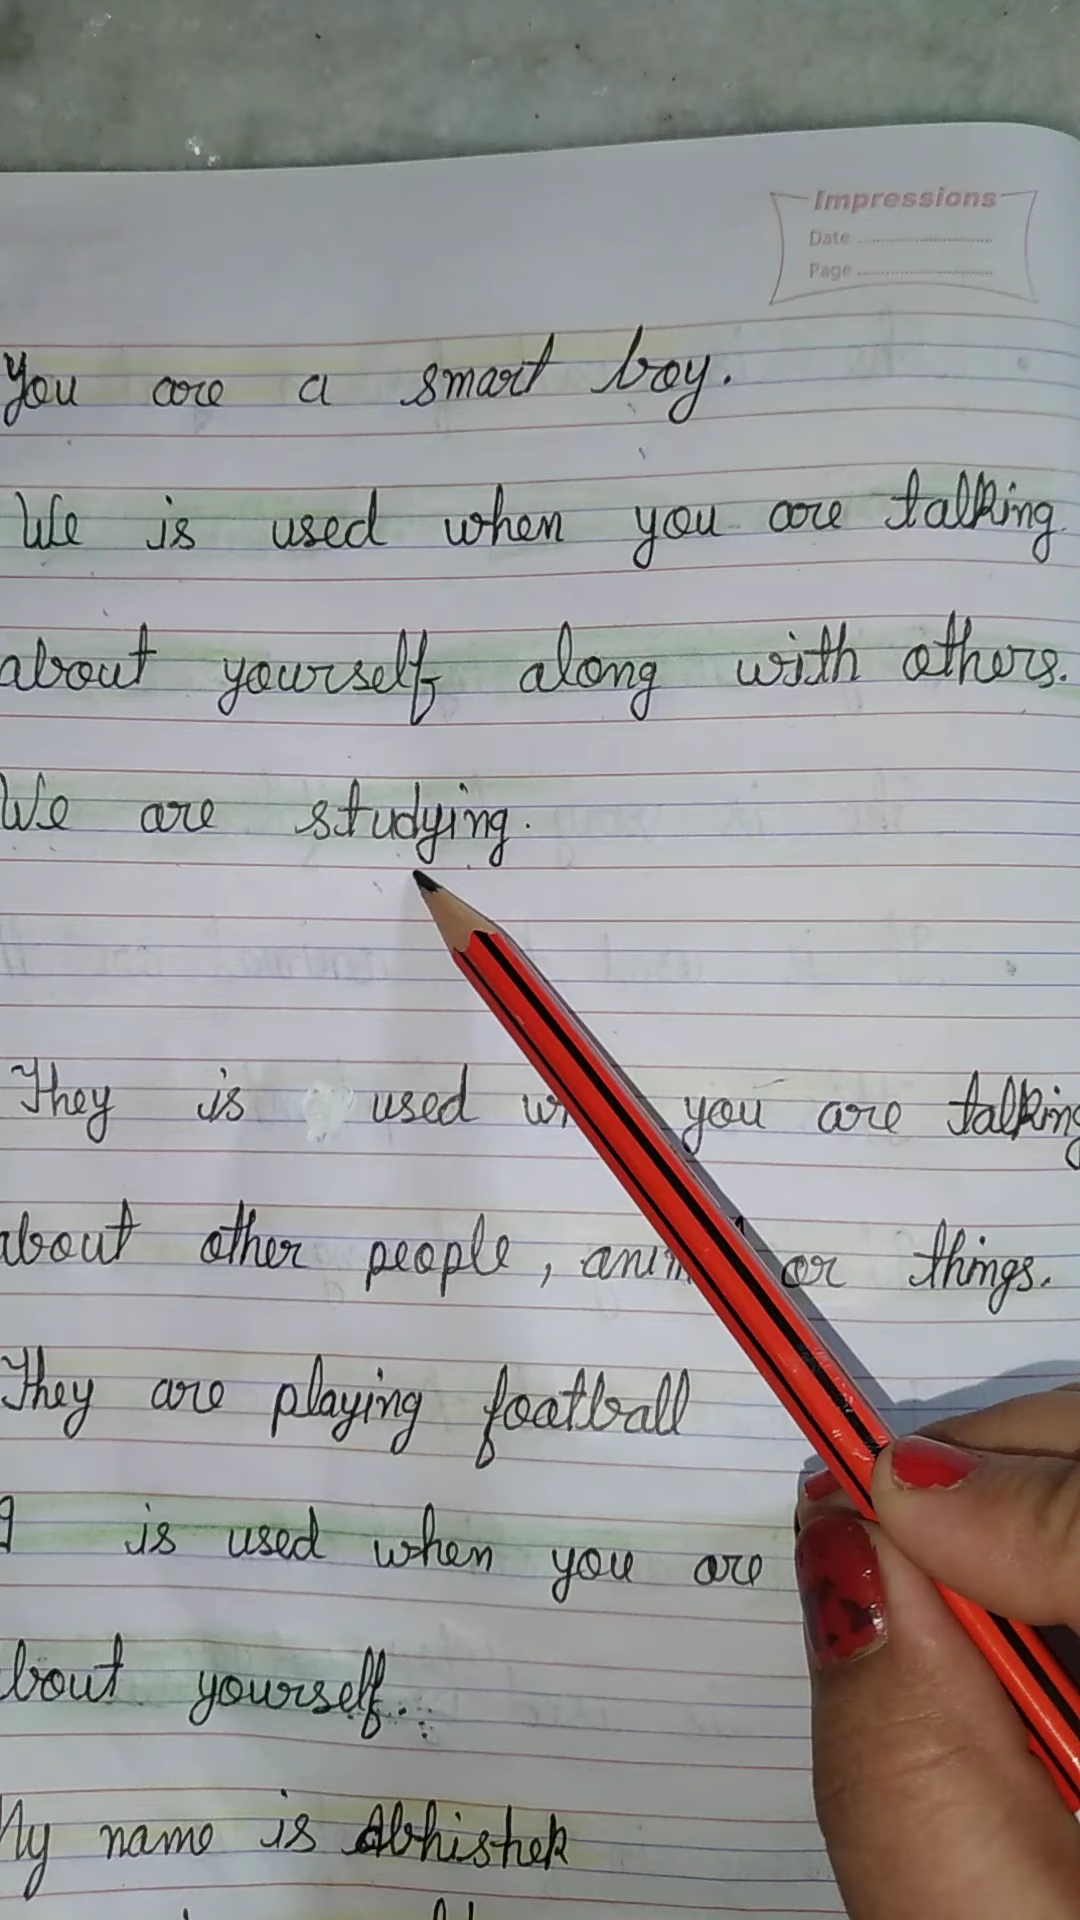 Impressions
Date
Page
You are a smart boy.
We is used when you are talking
about yourself along with others.
We are studying.
They is used you are talking
about other people, or things.
They are playing football
I is used when you are
bout yourself.
My name is Abhishek